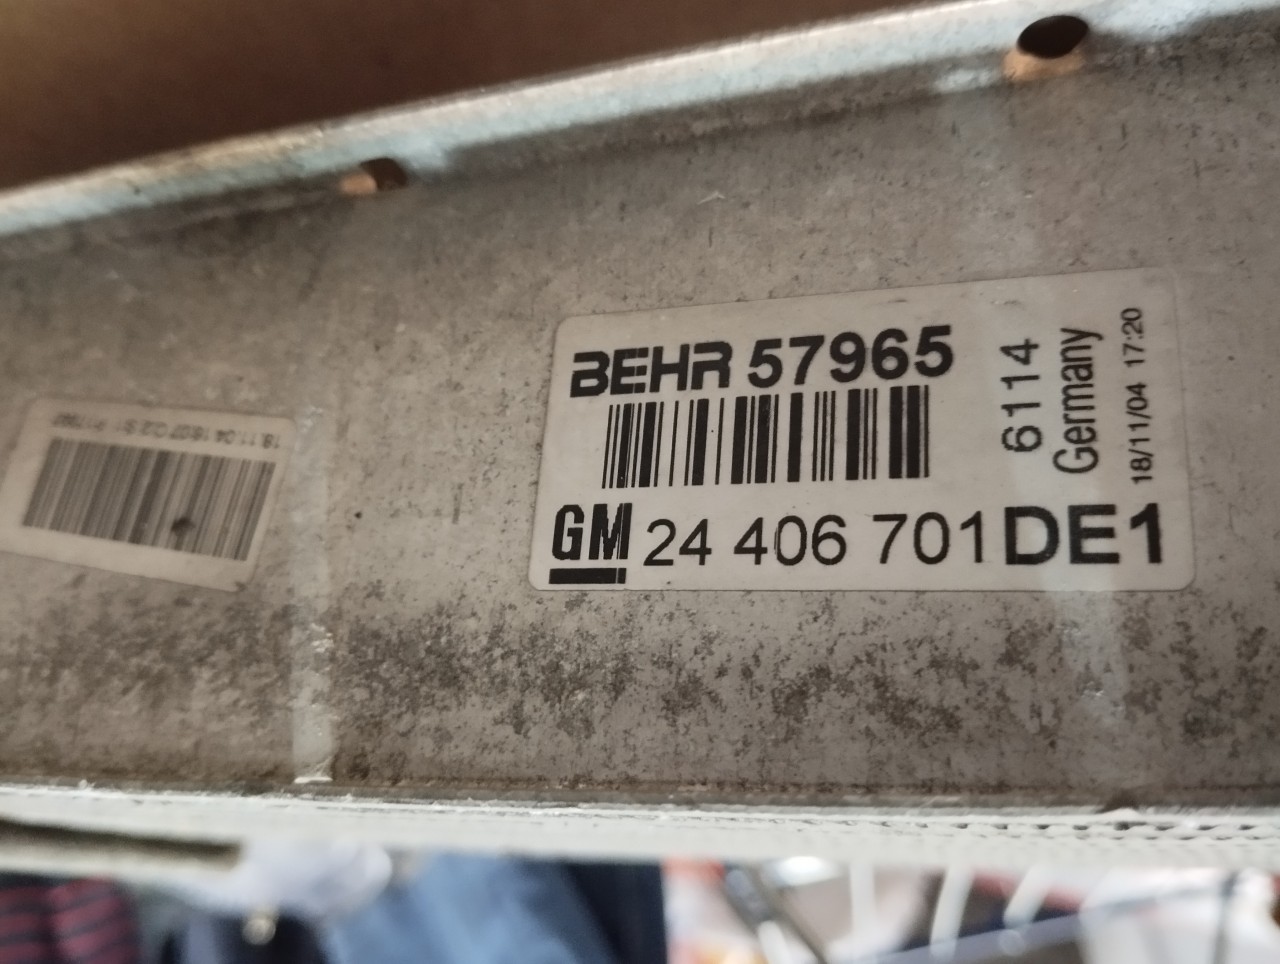 BEHR 57965
GM 24 406 701 DE1
6114
Germany
18/11/04 17:20